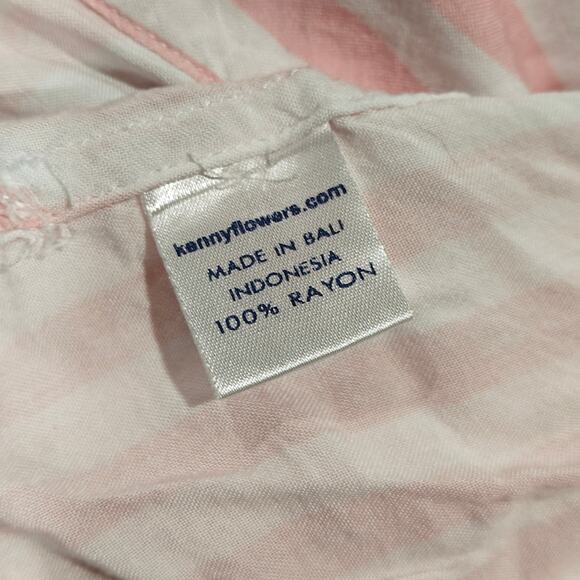 kennyflowers.com
MADE IN BALI
INDONESIA
100% RAYON